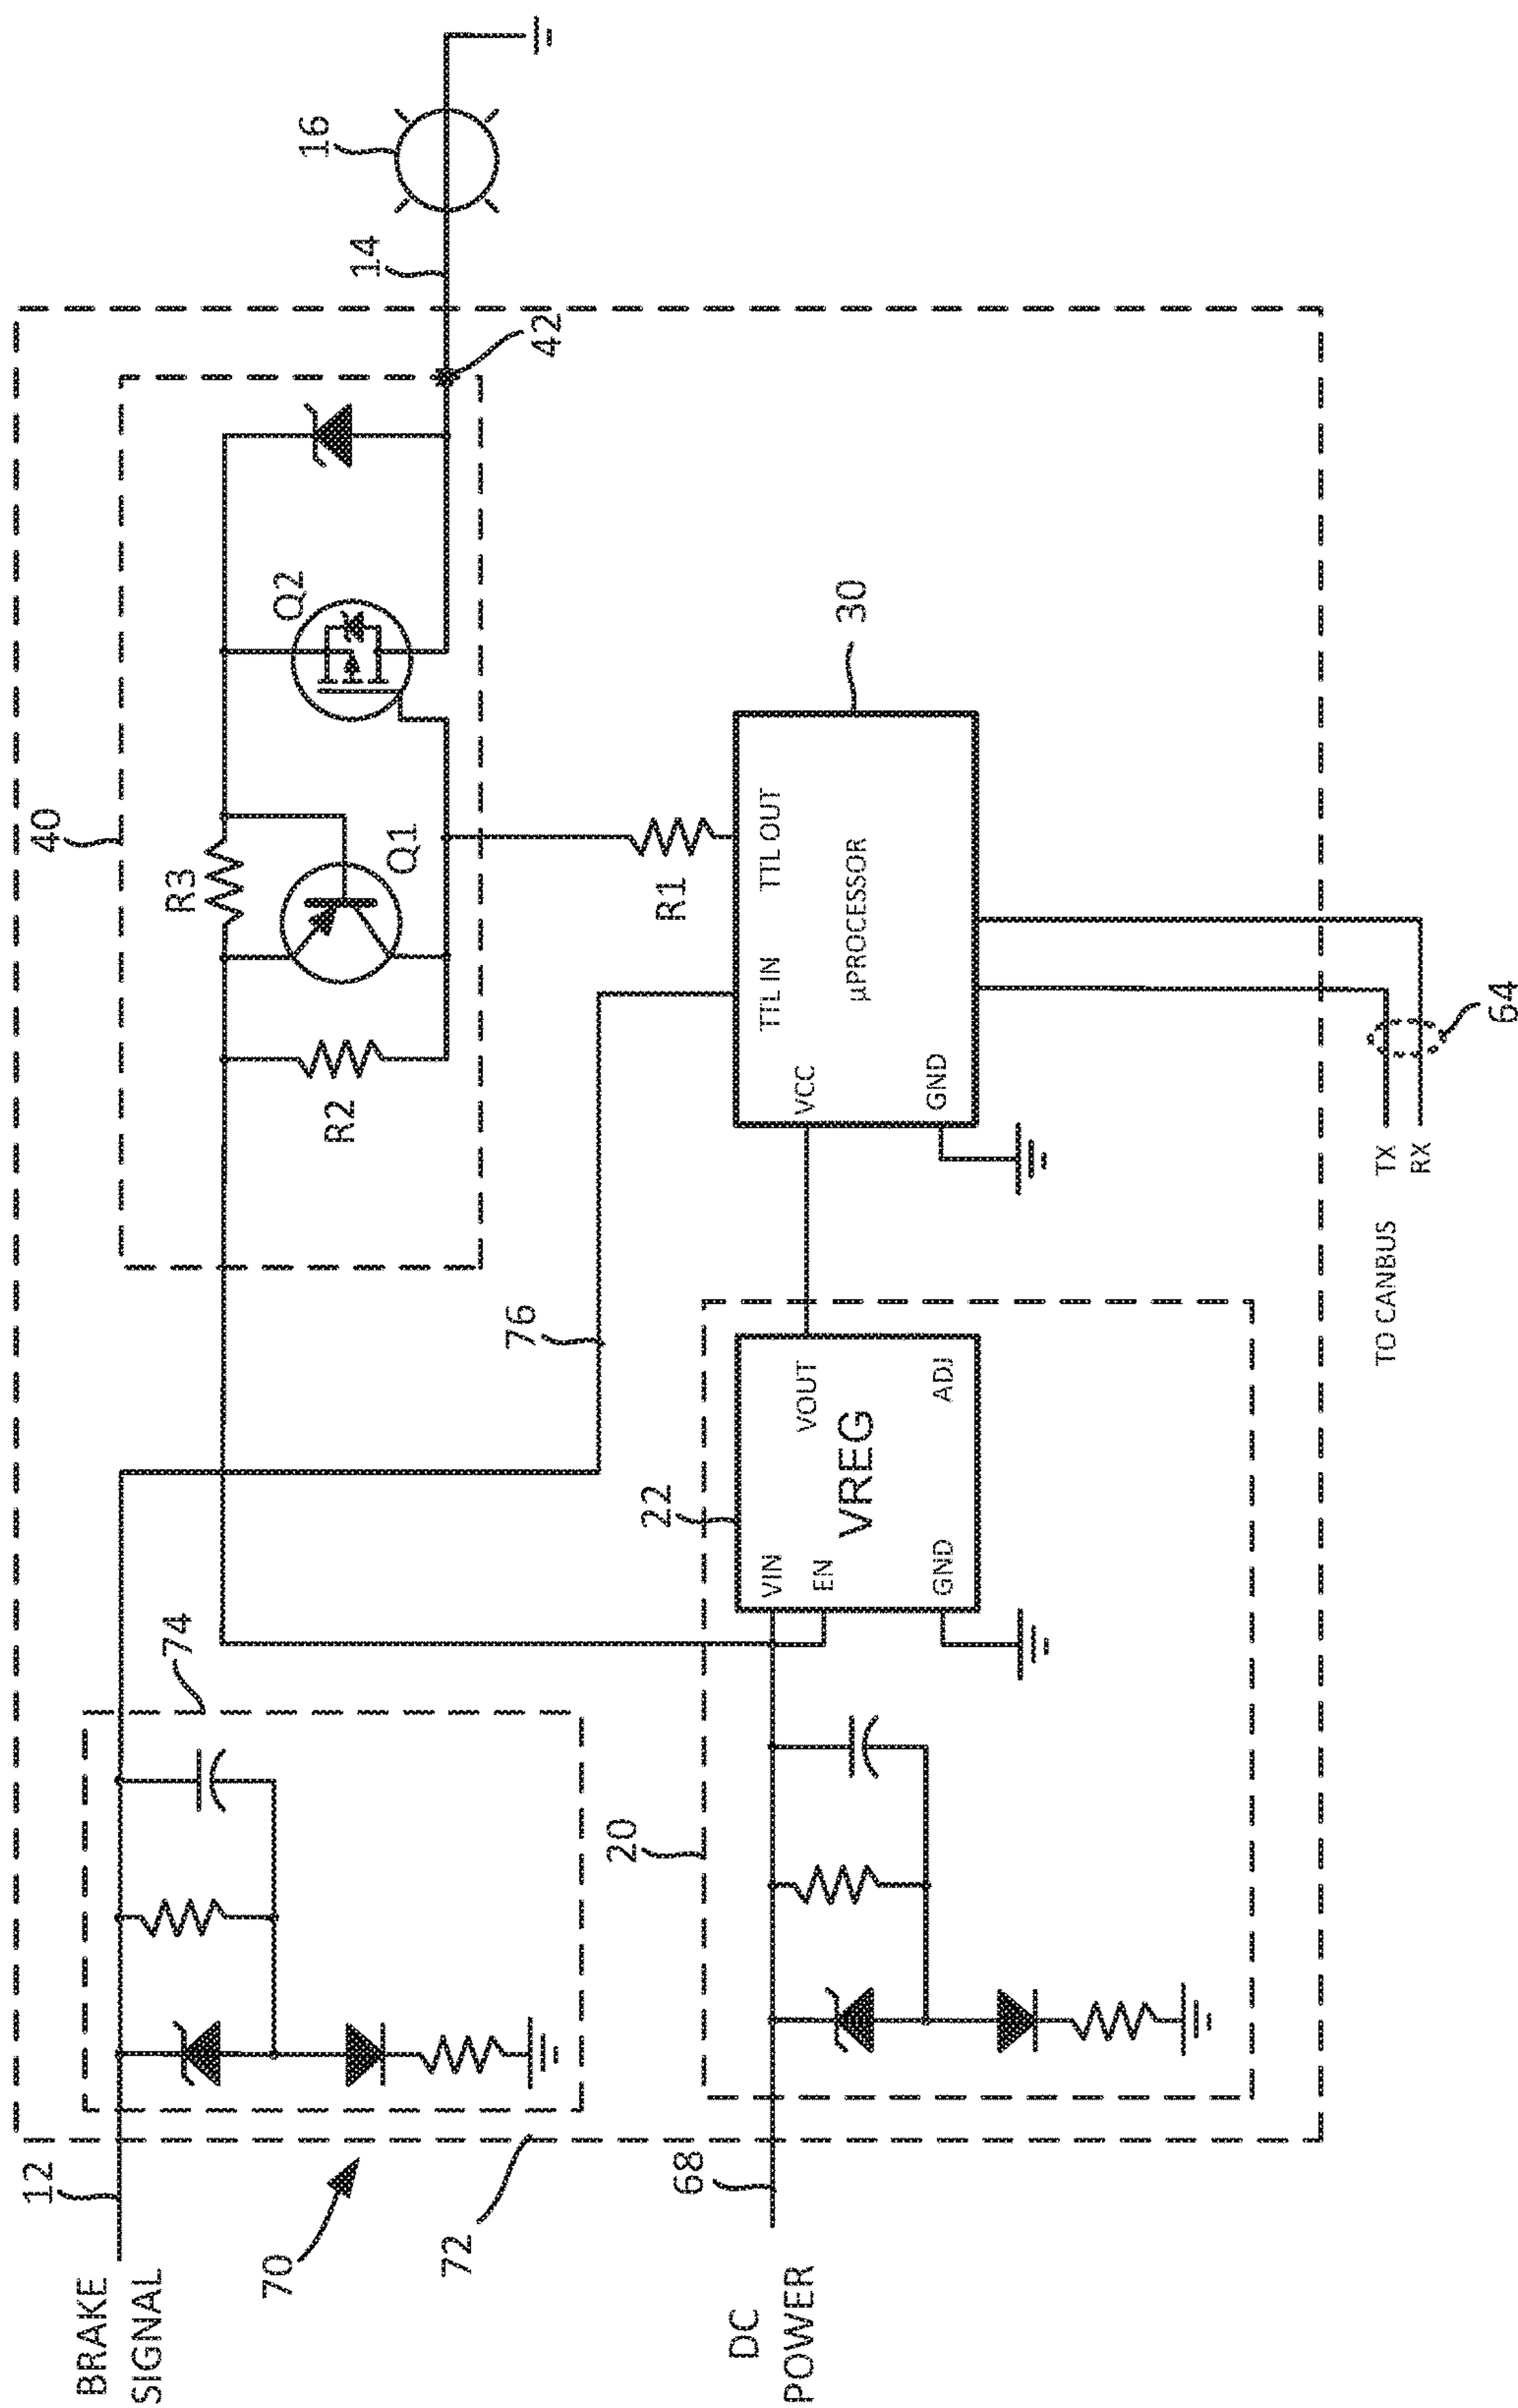 BRAKE
SIGNAL
12
70
72
74
DC
POWER
68
20
22
VIN
EN
GND
VREG
VOUT
ADJ
76
40
R2
R3
Q1
Q2
42
14
16
R1
30
TTL IN
TTL OUT
µPROCESSOR
VCC
GND
TO CANBUS
TX
RX
64